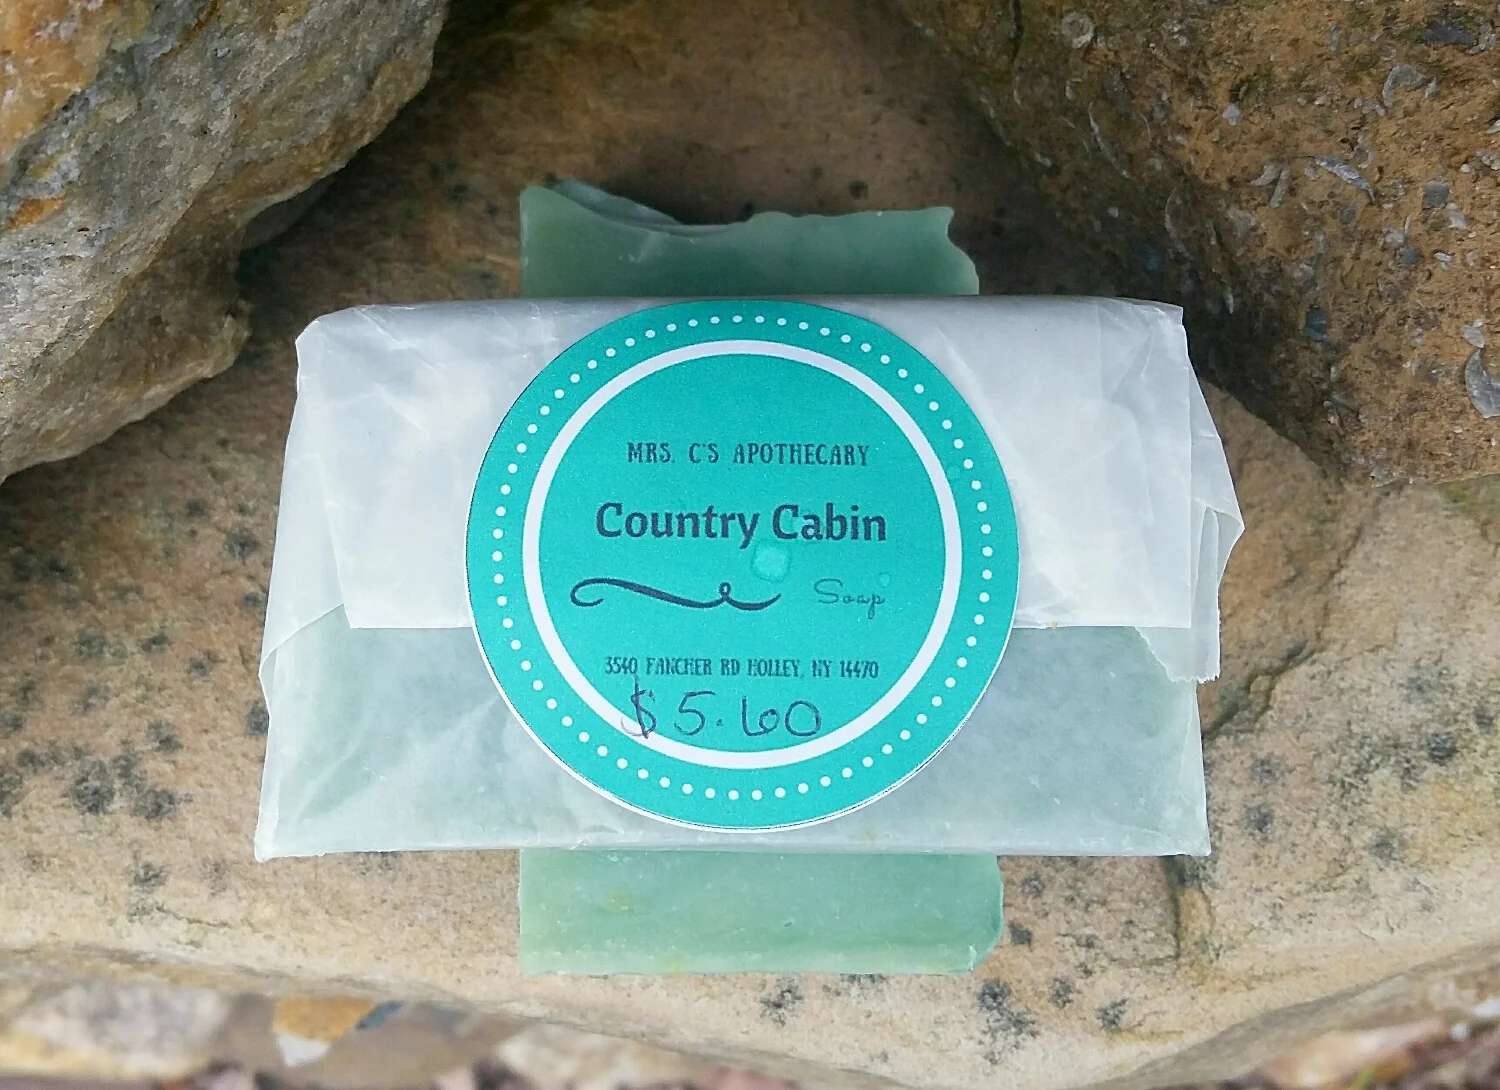 MRS. C'S APOTHECARY
Country Cabin
Soap
3540 FANCHER RD HOLLEY, NY 14470
$5.60